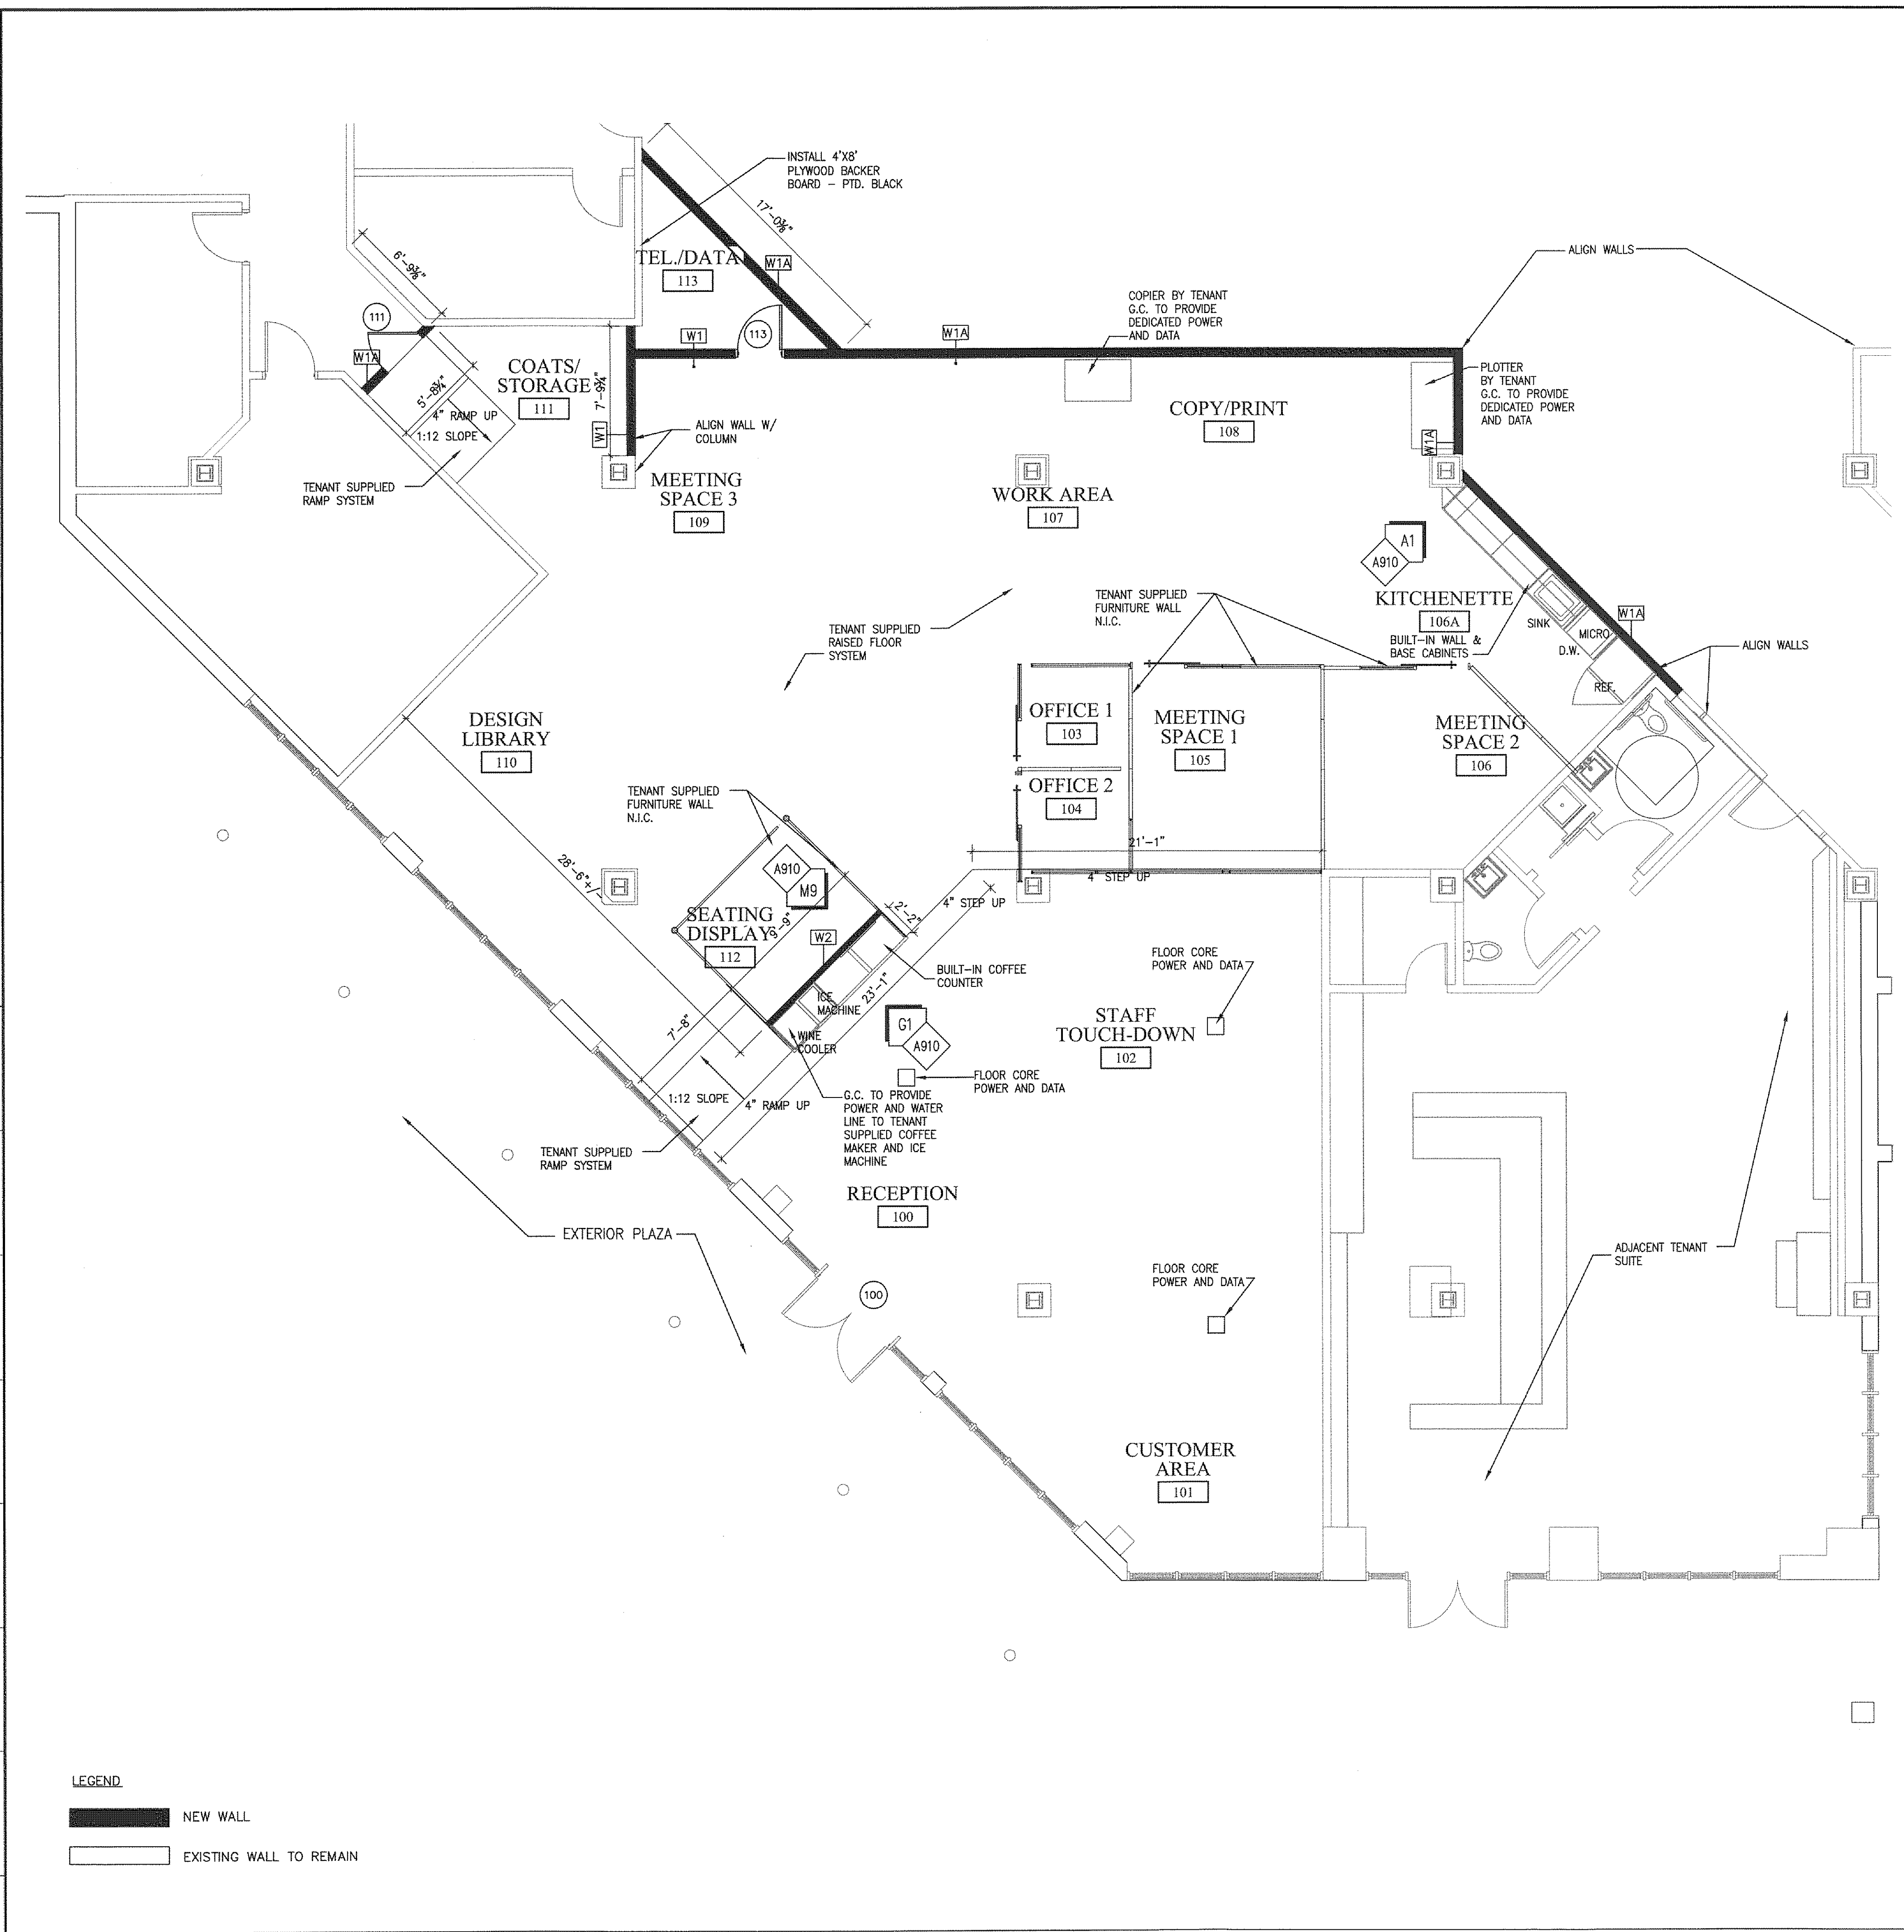 INSTALL 4'X8'
PLYWOOD BACKER
BOARD – PTD. BLACK
17'-0⅜"
6'-9⅜"
TEL./DATA
113
W1A
ALIGN WALLS
COPIER BY TENANT
G.C. TO PROVIDE
DEDICATED POWER
AND DATA
111
W1A
W1
113
W1A
COATS/
STORAGE
111
7'-9¾"
5'-8¾"
4" RAMP UP
1:12 SLOPE
W1
ALIGN WALL W/
COLUMN
PLOTTER
BY TENANT
G.C. TO PROVIDE
DEDICATED POWER
AND DATA
COPY/PRINT
108
W1A
TENANT SUPPLIED
RAMP SYSTEM
MEETING
SPACE 3
109
WORK AREA
107
A1
A910
KITCHENETTE
106A
BUILT-IN WALL &
BASE CABINETS
SINK
MICRO
D.W.
REF.
W1A
ALIGN WALLS
TENANT SUPPLIED
FURNITURE WALL
N.I.C.
TENANT SUPPLIED
RAISED FLOOR
SYSTEM
DESIGN
LIBRARY
110
OFFICE 1
103
OFFICE 2
104
MEETING
SPACE 1
105
MEETING
SPACE 2
106
TENANT SUPPLIED
FURNITURE WALL
N.I.C.
21'-1"
4" STEP UP
28'-6"+/-
A910
M9
2'-2"
4" STEP UP
SEATING
DISPLAY
112
9'-9"
W2
BUILT-IN COFFEE
COUNTER
ICE
MACHINE
23'-1"
FLOOR CORE
POWER AND DATA
STAFF
TOUCH-DOWN
102
7'-8"
WINE
COOLER
G1
A910
FLOOR CORE
POWER AND DATA
1:12 SLOPE
4" RAMP UP
G.C. TO PROVIDE
POWER AND WATER
LINE TO TENANT
SUPPLIED COFFEE
MAKER AND ICE
MACHINE
TENANT SUPPLIED
RAMP SYSTEM
RECEPTION
100
EXTERIOR PLAZA
ADJACENT TENANT
SUITE
FLOOR CORE
POWER AND DATA
100
CUSTOMER
AREA
101
LEGEND
NEW WALL
EXISTING WALL TO REMAIN